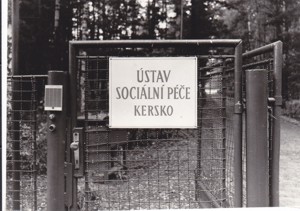 ÚSTAV
SOCIÁLNÍ PÉČE
KERSKO